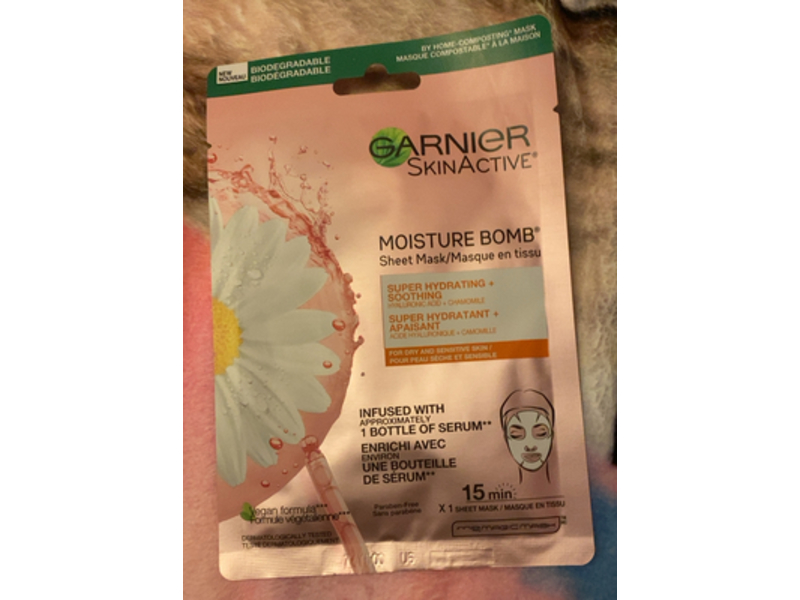 NEW
NOUVEAU
BIODEGRADABLE
BIODÉGRADABLE
BY HOME-COMPOSTING* MASK
MASQUE COMPOSTABLE* À LA MAISON
GARNIER
SKINACTIVE®
MOISTURE BOMB®
Sheet Mask/Masque en tissu
SUPER HYDRATING +
SOOTHING
HYALURONIC ACID + CHAMOMILE
SUPER HYDRATANT +
APAISANT
ACIDE HYALURONIQUE + CAMOMILLE
FOR DRY AND SENSITIVE SKIN /
POUR PEAU SÈCHE ET SENSIBLE
INFUSED WITH
APPROXIMATELY
1 BOTTLE OF SERUM**
ENRICHI AVEC
ENVIRON
UNE BOUTEILLE
DE SÉRUM**
15 min
X 1 SHEET MASK / MASQUE EN TISSU
Vegan formula***
Formule végétalienne***
Paraben-Free
Sans parabène
DERMATOLOGICALLY TESTED
TESTÉ DERMATOLOGIQUEMENT